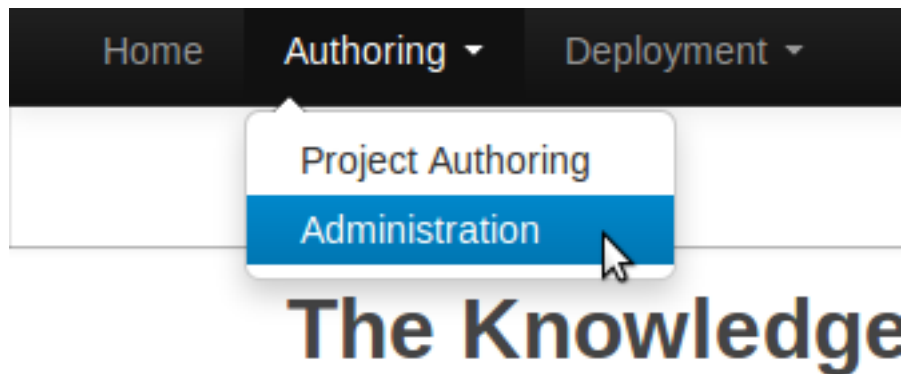 Home Authoring Deployment
Project Authoring
Administration
The Knowledge